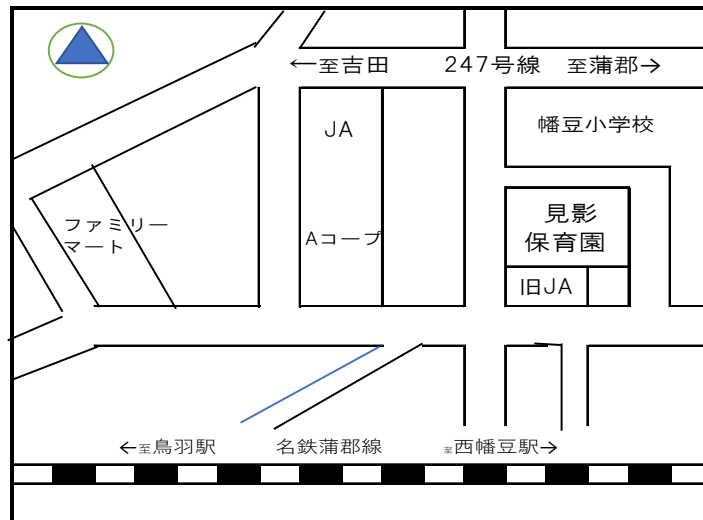 ←至吉田 247号線 至蒲郡→
JA
幡豆小学校
ファミリー
マート
Aコープ
見影
保育園
旧JA
←至鳥羽駅 名鉄蒲郡線 至西幡豆駅→